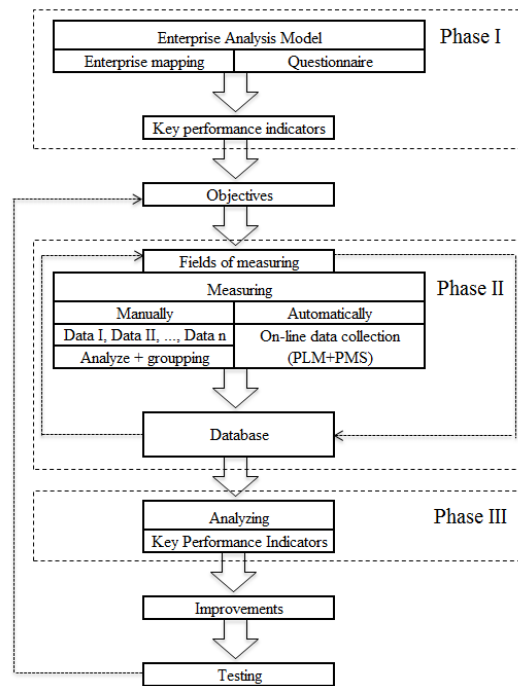 Enterprise Analysis Model
Phase I
Enterprise mapping
Questionnaire
Key performance indicators
Objectives
Fields of measuring
Phase II
Measuring
Manually
Automatically
Data I, Data II, ..., Data n
On-line data collection
(PLM+PMS)
Analyze + groupping
Database
Phase III
Analyzing
Key Performance Indicators
Improvements
Testing